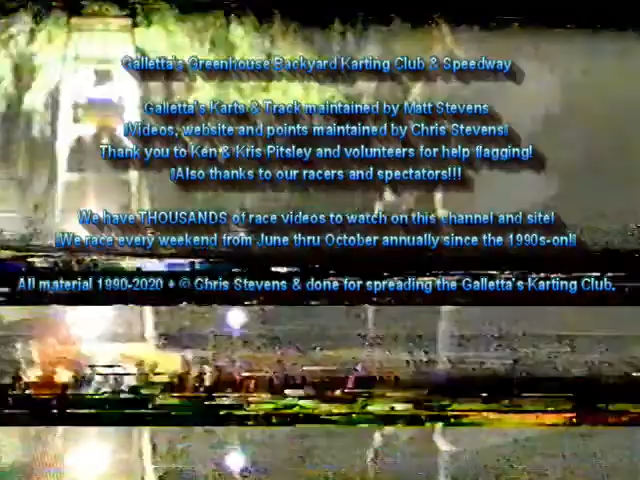 Galletta's Greenhouse Backyard Karting Club & Speedway
Galletta's Karts & Track maintained by Matt Stevens
(Videos, website and points maintained by Chris Stevens)
Thank you to Ken & Kris Pitsley and volunteers for help flagging!
(Also thanks to our racers and spectators!!!
We have THOUSANDS of race videos to watch on this channel and site!
(We race every weekend from June thru October annually since the 1990s-on!)
All material 1990-2020 + © Chris Stevens & done for spreading the Galletta's Karting Club.